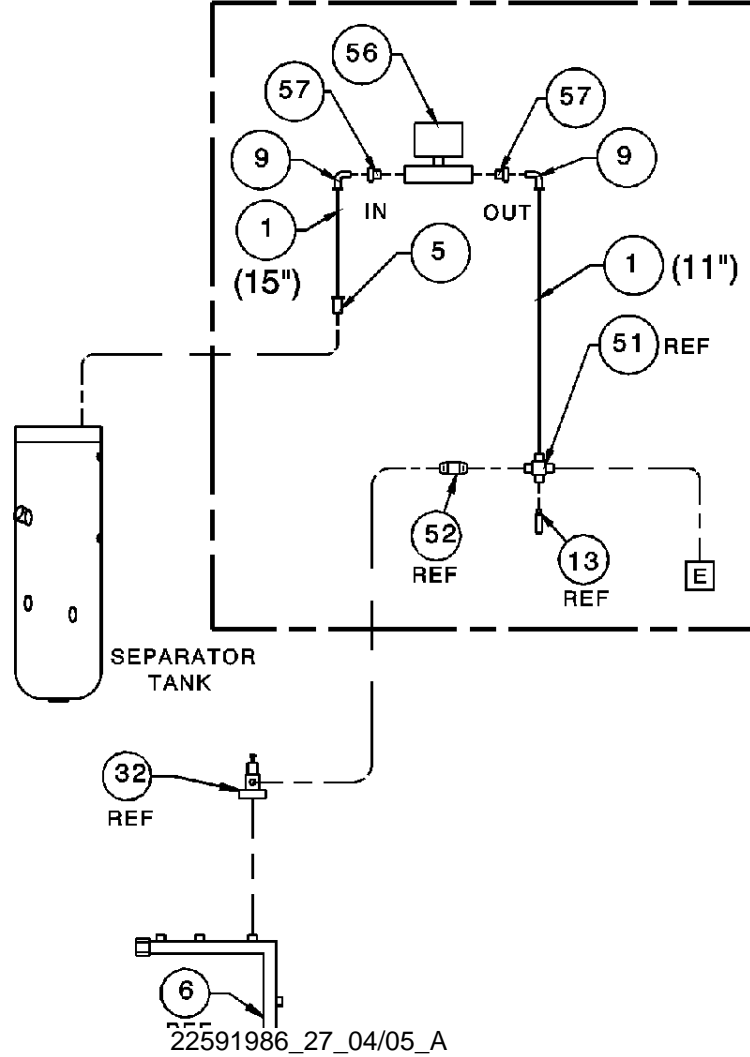 56
57
57
9
9
IN
OUT
1
(15")
5
1
(11")
51
REF
52
REF
13
REF
E
SEPARATOR
TANK
32
REF
6
22591986_27_04/05_A